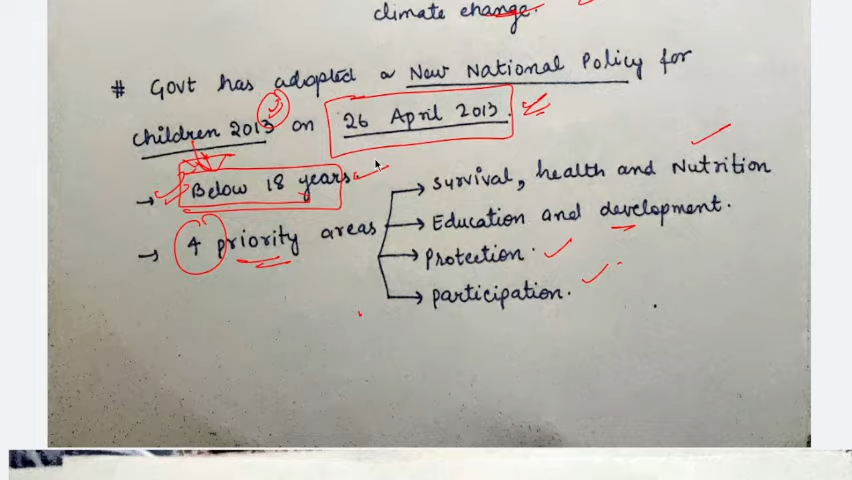 climate change.
# Govt has adopted a New National Policy for
children 2013 on 26 April 2013.
→ Below 18 years
→ 4 priority areas → survival, health and Nutrition
→ Education and development.
→ protection.
→ participation.